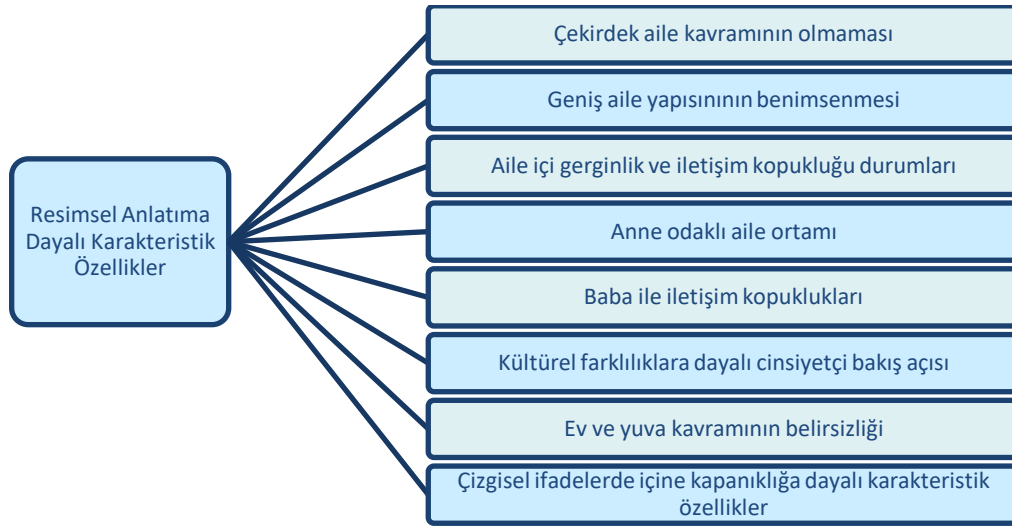 Çekirdek aile kavramının olmaması
Geniş aile yapısınının benimsenmesi
Aile içi gerginlik ve iletişim kopukluğu durumları
Resimsel Anlatıma
Dayalı Karakteristik
Özellikler
Anne odaklı aile ortamı
Baba ile iletişim kopuklukları
Kültürel farklılıklara dayalı cinsiyetçi bakış açısı
Ev ve yuva kavramının belirsizliği
Çizgisel ifadelerde içine kapanıklığa dayalı karakteristik
özellikler